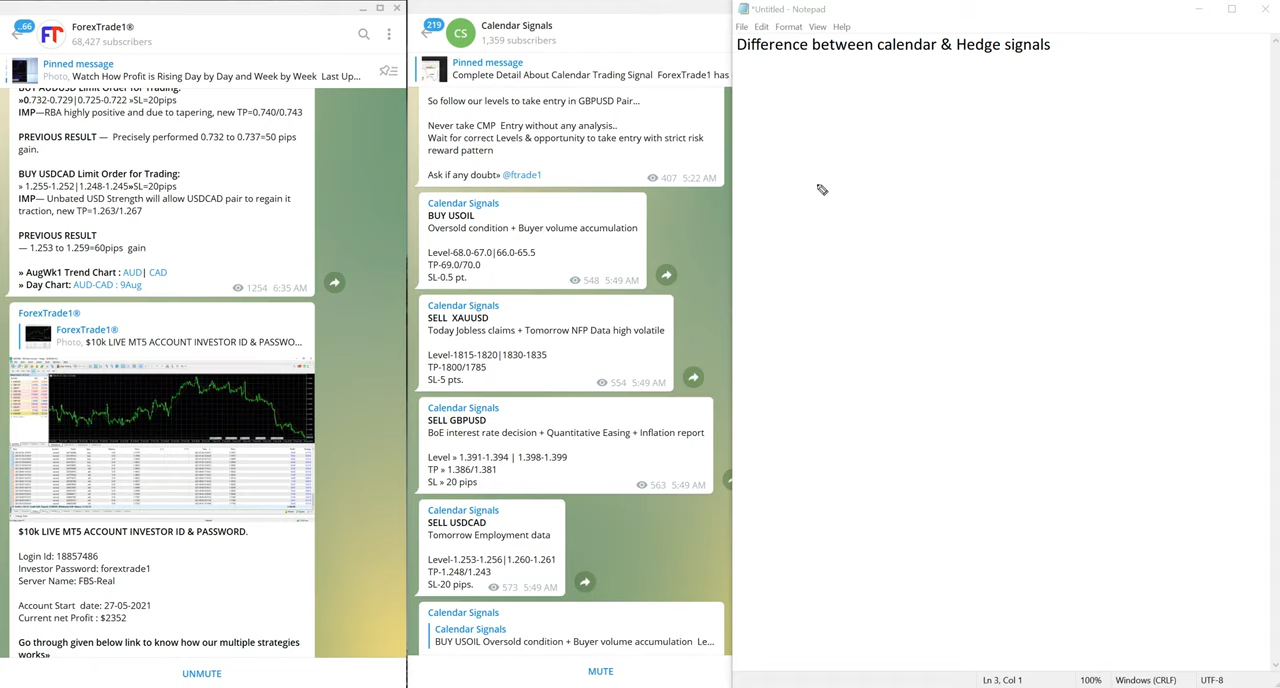 ..66
FT
ForexTrade1®
68,427 subscribers
Pinned message
Photo, Watch How Profit is Rising Day by Day and Week by Week Last Up...
BUY AUDUSD Limit Order for Trading:
»0.732-0.729|0.725-0.722 »SL=20pips
IMP—RBA highly positive and due to tapering, new TP=0.740/0.743
PREVIOUS RESULT — Precisely performed 0.732 to 0.737=50 pips
gain.
BUY USDCAD Limit Order for Trading:
» 1.255-1.252|1.248-1.245»SL=20pips
IMP— Unbated USD Strength will allow USDCAD pair to regain it
traction, new TP=1.263/1.267
PREVIOUS RESULT
— 1.253 to 1.259=60pips gain
» AugWk1 Trend Chart : AUD| CAD
» Day Chart: AUD-CAD : 9Aug
1254 6:35 AM
ForexTrade1®
ForexTrade1®
Photo, $10k LIVE MT5 ACCOUNT INVESTOR ID & PASSWO...
$10k LIVE MT5 ACCOUNT INVESTOR ID & PASSWORD.
Login Id: 18857486
Investor Password: forextrade1
Server Name: FBS-Real
Account Start date: 27-05-2021
Current net Profit : $2352
Go through given below link to know how our multiple strategies
works»
UNMUTE
219
CS
Calendar Signals
1,359 subscribers
Pinned message
Complete Detail About Calendar Trading Signal ForexTrade1 has
So follow our levels to take entry in GBPUSD Pair...
Never take CMP Entry without any analysis..
Wait for correct Levels & opportunity to take entry with strict risk
reward pattern
Ask if any doubt» @ftrade1
407 5:22 AM
Calendar Signals
BUY USOIL
Oversold condition + Buyer volume accumulation
Level-68.0-67.0|66.0-65.5
TP-69.0/70.0
SL-0.5 pt.
548 5:49 AM
Calendar Signals
SELL XAUUSD
Today Jobless claims + Tomorrow NFP Data high volatile
Level-1815-1820|1830-1835
TP-1800/1785
SL-5 pts.
554 5:49 AM
Calendar Signals
SELL GBPUSD
BoE interest rate decision + Quantitative Easing + Inflation report
Level » 1.391-1.394 | 1.398-1.399
TP » 1.386/1.381
SL » 20 pips
563 5:49 AM
Calendar Signals
SELL USDCAD
Tomorrow Employment data
Level-1.253-1.256|1.260-1.261
TP-1.248/1.243
SL-20 pips.
573 5:49 AM
Calendar Signals
Calendar Signals
BUY USOIL Oversold condition + Buyer volume accumulation Le...
MUTE
*Untitled - Notepad
File Edit Format View Help
Difference between calendar & Hedge signals
Ln 3, Col 1
100%
Windows (CRLF)
UTF-8